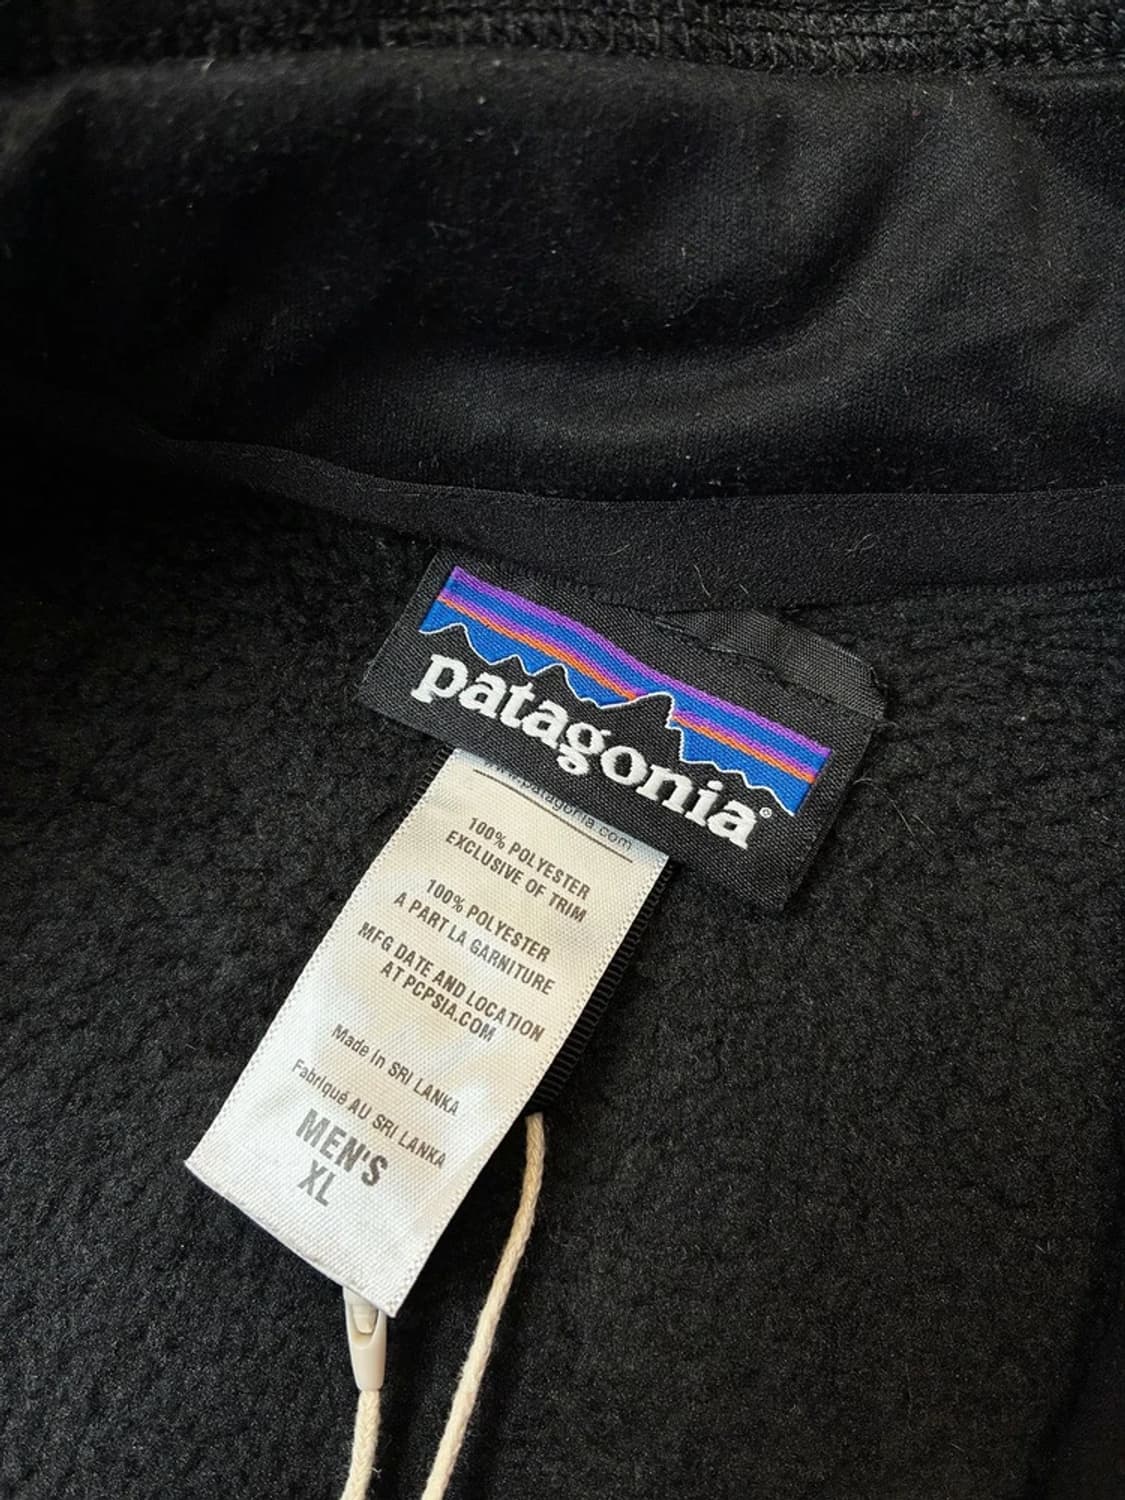 patagonia®
www.patagonia.com
100% POLYESTER
EXCLUSIVE OF TRIM
100% POLYESTER
A PART LA GARNITURE
MFG DATE AND LOCATION
AT PCPSIA.COM
Made In SRI LANKA
Fabriqué AU SRI LANKA
MEN'S
XL